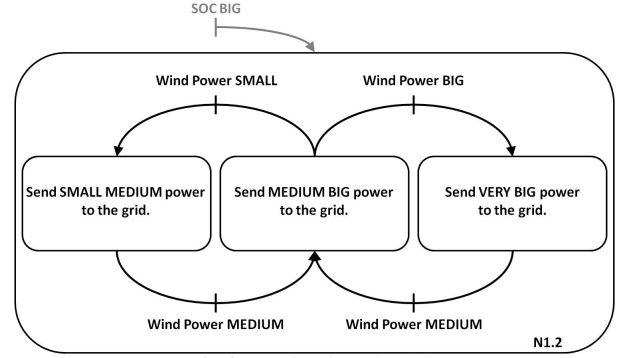 SOC BIG
Wind Power SMALL
Wind Power BIG
Send SMALL MEDIUM power
to the grid.
Send MEDIUM BIG power
to the grid.
Send VERY BIG power
to the grid.
Wind Power MEDIUM
Wind Power MEDIUM
N1.2